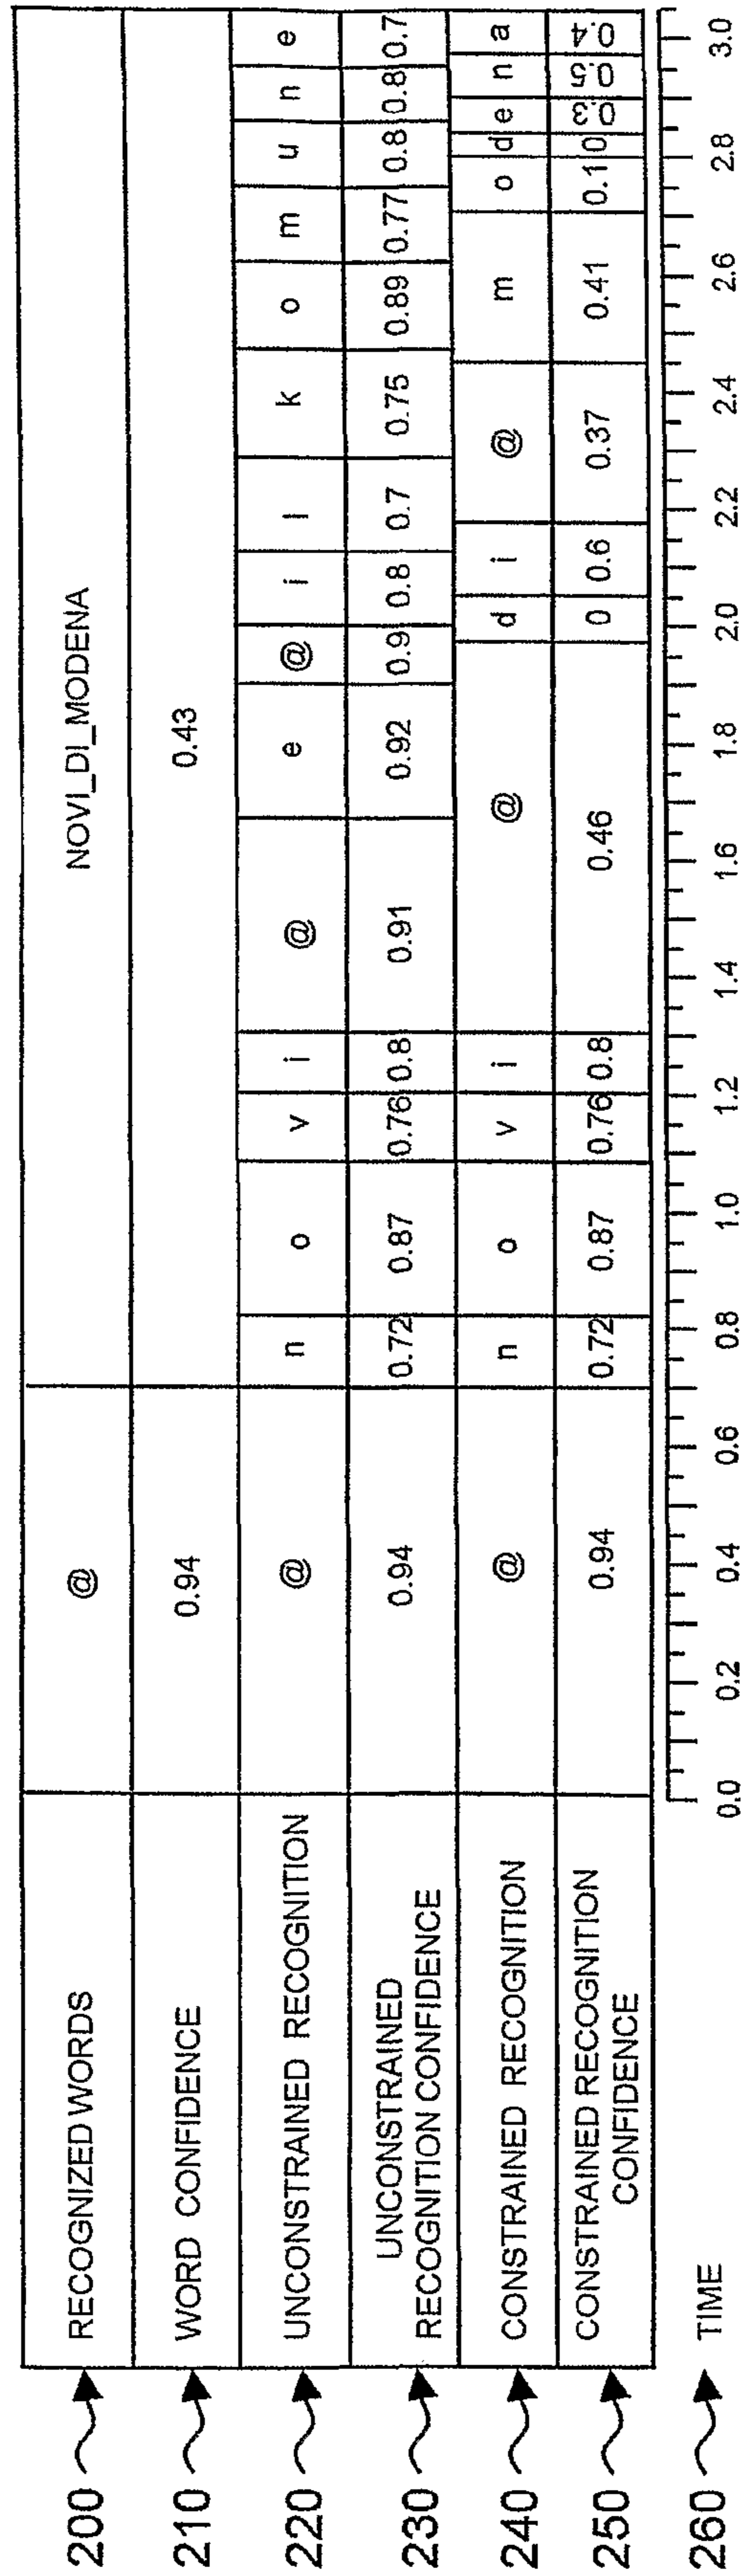 200 RECOGNIZED WORDS @ NOVI_DI_MODENA
210 WORD CONFIDENCE 0.94 0.43
220 UNCONSTRAINED RECOGNITION @ n o v i @ e @ i l k o m u n e
230 UNCONSTRAINED
RECOGNITION CONFIDENCE 0.94 0.72 0.87 0.76 0.8 0.91 0.92 0.9 0.8 0.7 0.75 0.89 0.77 0.8 0.8 0.7
240 CONSTRAINED RECOGNITION @ n o v i @ d i @ m o d e n a
250 CONSTRAINED RECOGNITION
CONFIDENCE 0.94 0.72 0.87 0.76 0.8 0.46 0 0.6 0.37 0.41 0.1 0 0.3 0.5 0.4
260 TIME 0.0 0.2 0.4 0.6 0.8 1.0 1.2 1.4 1.6 1.8 2.0 2.2 2.4 2.6 2.8 3.0